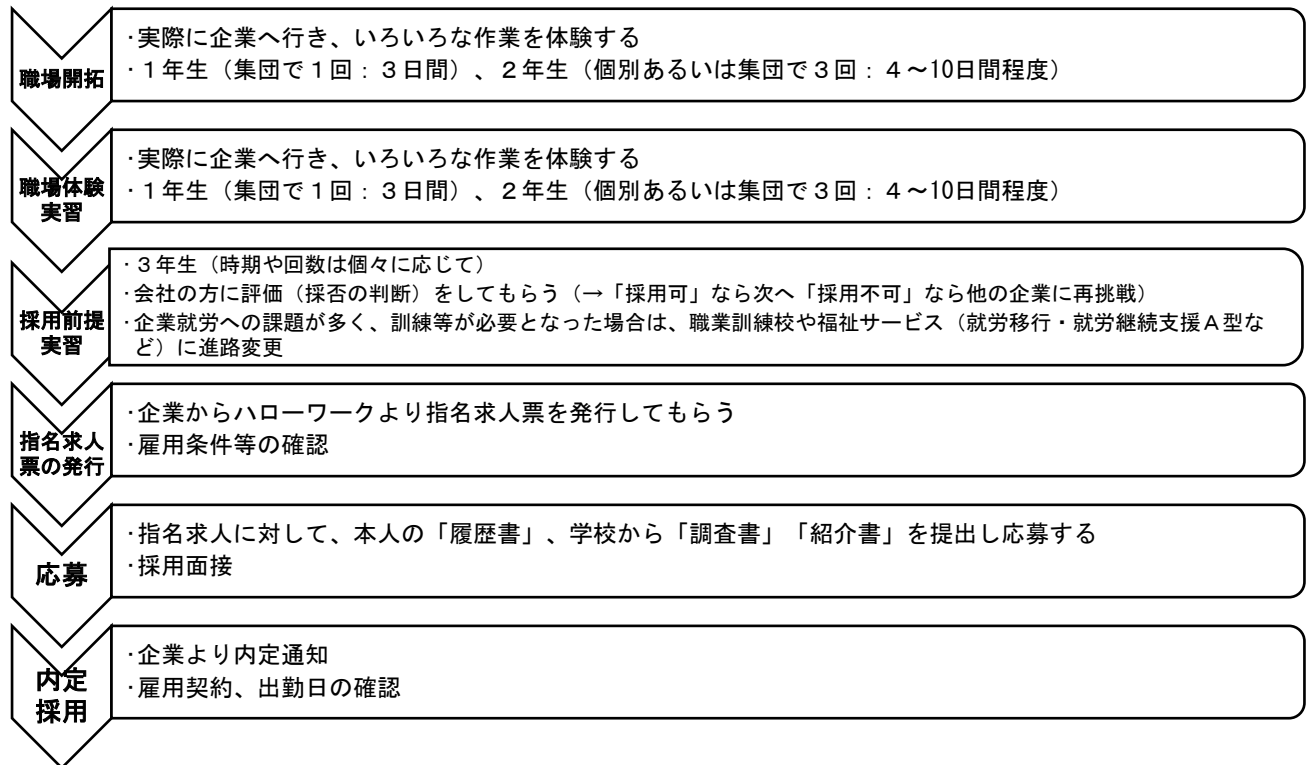 職場開拓
·実際に企業へ行き、いろいろな作業を体験する
·１年生（集団で１回：３日間）、２年生（個別あるいは集団で３回：４～10日間程度）
職場体験
実習
·実際に企業へ行き、いろいろな作業を体験する
·１年生（集団で１回：３日間）、２年生（個別あるいは集団で３回：４～10日間程度）
採用前提
実習
·３年生（時期や回数は個々に応じて）
·会社の方に評価（採否の判断）をしてもらう（→「採用可」なら次へ「採用不可」なら他の企業に再挑戦）
·企業就労への課題が多く、訓練等が必要となった場合は、職業訓練校や福祉サービス（就労移行・就労継続支援Ａ型な
ど）に進路変更
指名求人
票の発行
·企業からハローワークより指名求人票を発行してもらう
·雇用条件等の確認
応募
·指名求人に対して、本人の「履歴書」、学校から「調査書」「紹介書」を提出し応募する
·採用面接
内定
採用
·企業より内定通知
·雇用契約、出勤日の確認